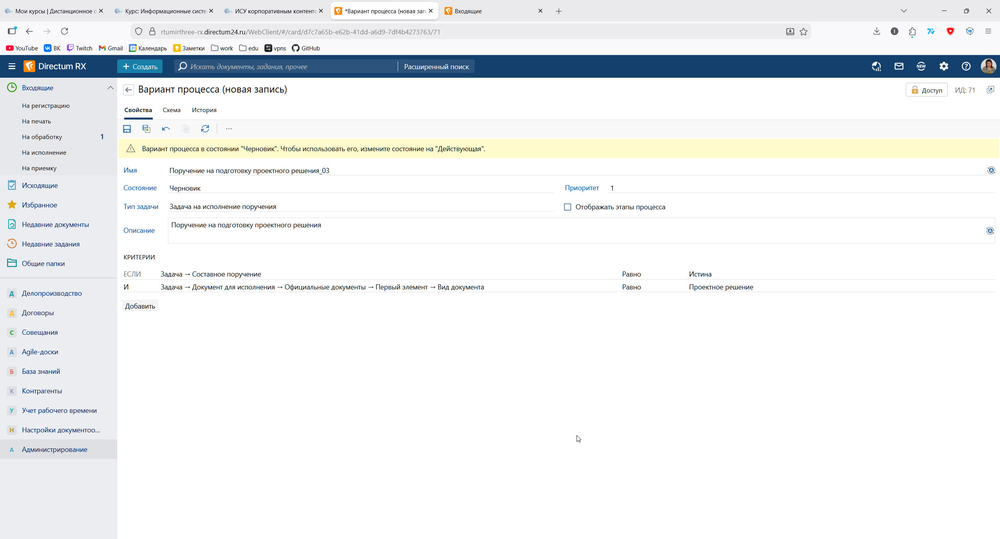 Мои курсы | Дистанционное о
Курс: Информационные систе
ИСУ корпоративным контенто
*Вариант процесса (новая зап
Входящие
rtumirthree-rx.directum24.ru/WebClient/#/card/d7c7a65b-e62b-41dd-a6d9-7df4b4273763/71
YouTube
ВК
Twitch
Gmail
Календарь
Заметки
work
edu
vpns
GitHub
Directum RX
Создать
Искать документы, задания, прочее
Расширенный поиск
NEW
Входящие
На регистрацию
На печать
На обработку 1
На исполнение
На приемку
Исходящие
Избранное
Недавние документы
Недавние задания
Общие папки
Д Делопроизводство
Д Договоры
С Совещания
А Agile-доски
Б База знаний
К Контрагенты
У Учет рабочего времени
Н Настройки документоо...
А Администрирование
Вариант процесса (новая запись)
Доступ
ИД: 71
Свойства
Схема
История
Вариант процесса в состоянии "Черновик". Чтобы использовать его, измените состояние на "Действующая".
Имя Поручение на подготовку проектного решения_03
Состояние Черновик
Приоритет 1
Тип задачи Задача на исполнение поручения
Отображать этапы процесса
Описание Поручение на подготовку проектного решения
КРИТЕРИИ
ЕСЛИ Задача → Составное поручение Равно Истина
И Задача → Документ для исполнения → Официальные документы → Первый элемент → Вид документа Равно Проектное решение
Добавить